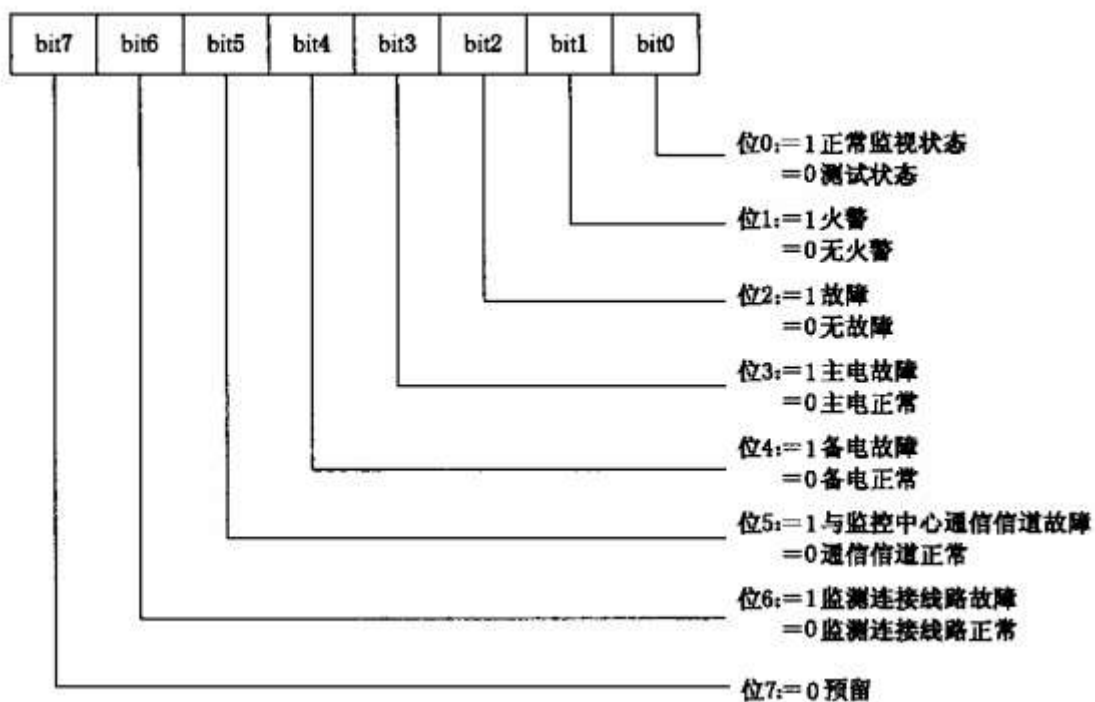 bit7 bit6 bit5 bit4 bit3 bit2 bit1 bit0
位0:=1正常监视状态
=0测试状态
位1:=1火警
=0无火警
位2:=1故障
=0无故障
位3:=1主电故障
=0主电正常
位4:=1备电故障
=0备电正常
位5:=1与监控中心通信信道故障
=0通信信道正常
位6:=1监测连接线路故障
=0监测连接线路正常
位7:=0预留